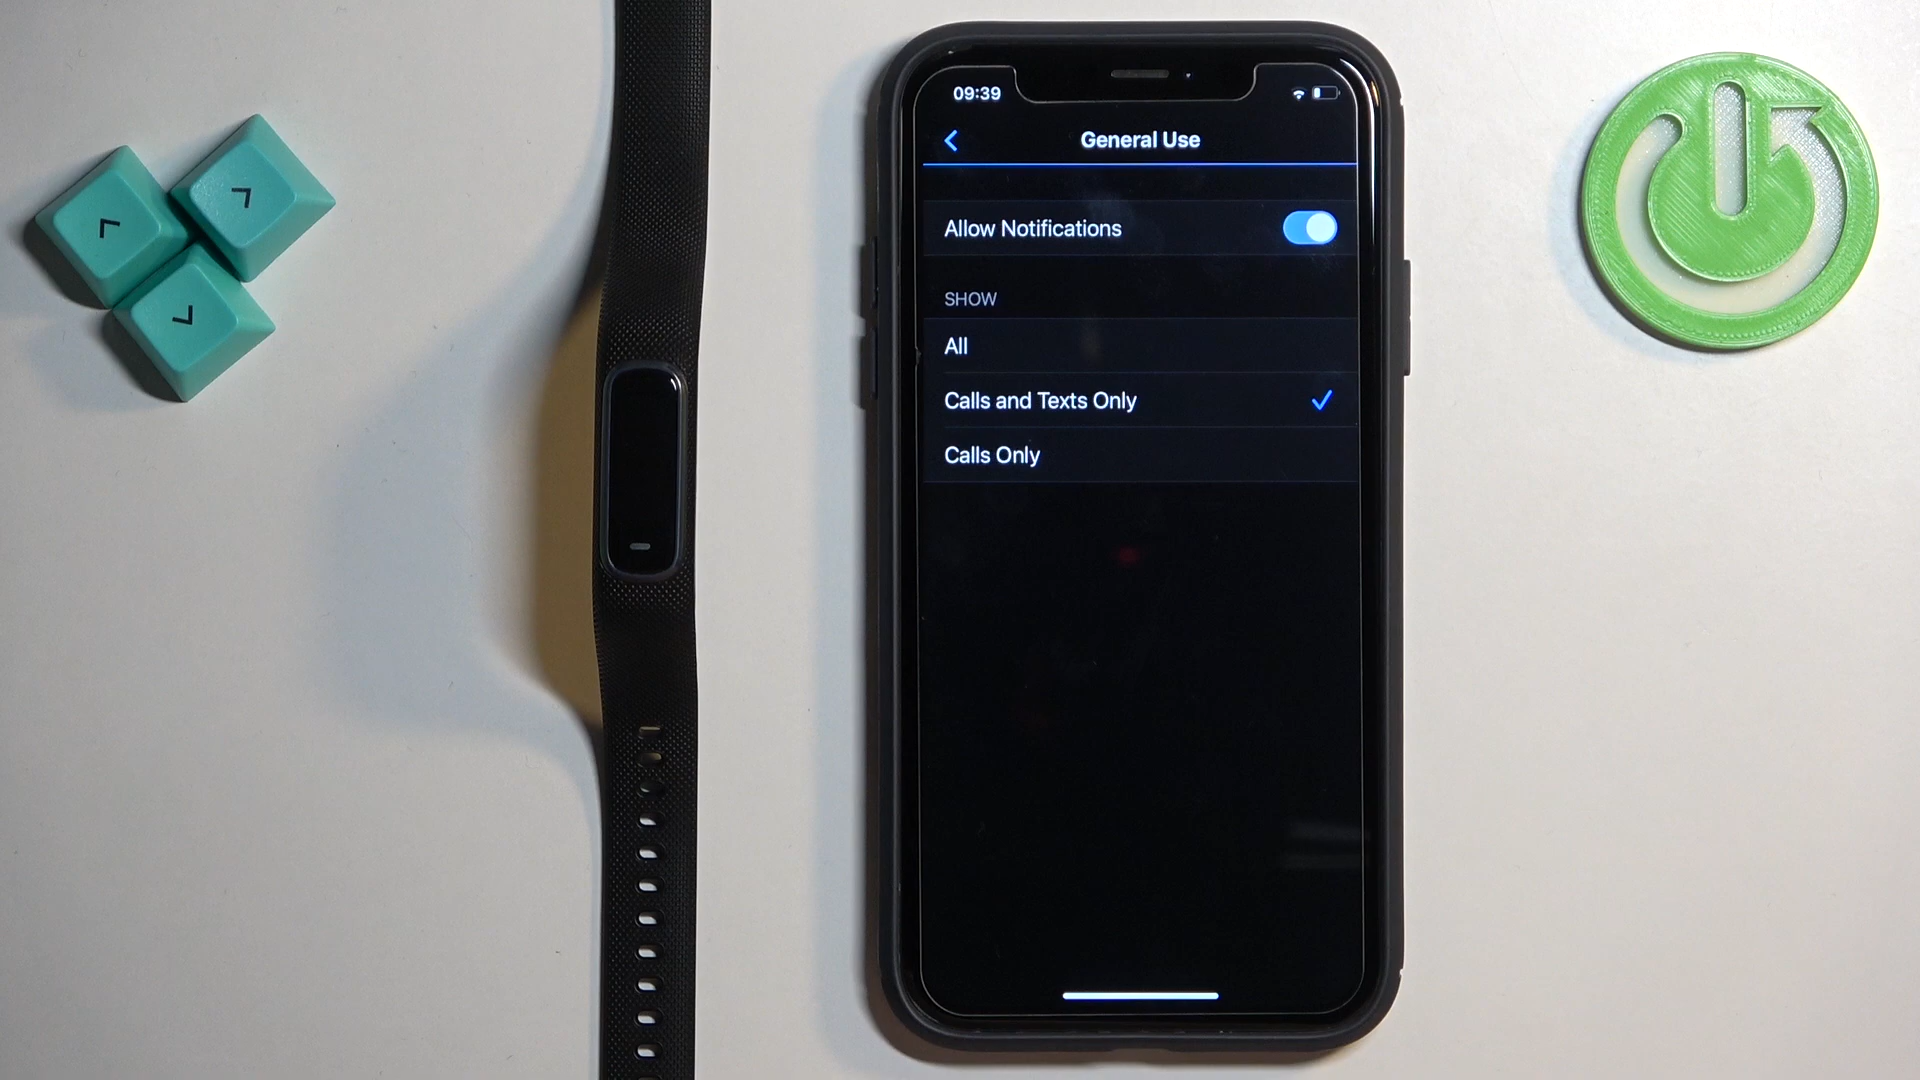 09:39
General Use
Allow Notifications
SHOW
All
Calls and Texts Only
Calls Only